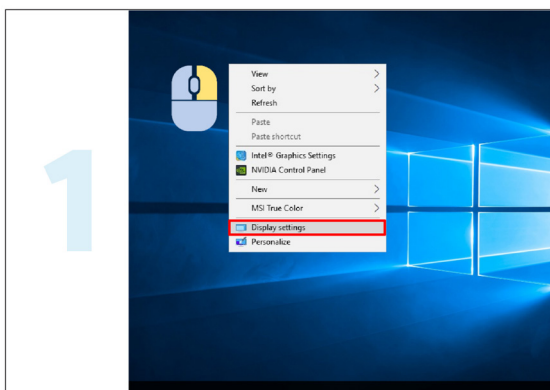 1
View
Sort by
Refresh
Paste
Paste shortcut
Intel® Graphics Settings
NVIDIA Control Panel
New
MSI True Color
Display settings
Personalize